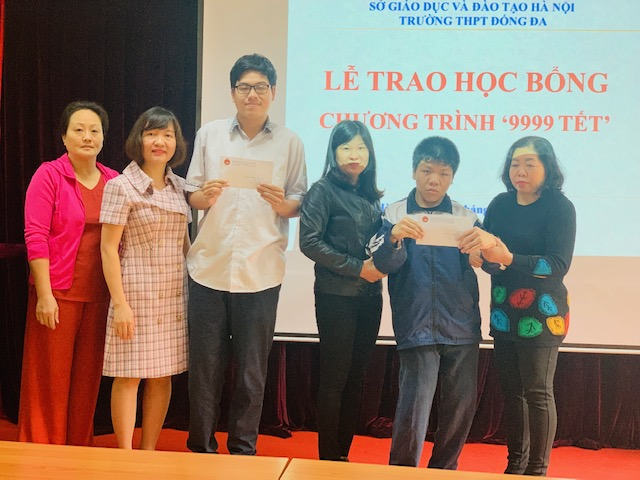 SỞ GIÁO DỤC VÀ ĐÀO TẠO HÀ NỘI
TRƯỜNG THPT ĐỐNG ĐA
LỄ TRAO HỌC BỔNG
CHƯƠNG TRÌNH ‘9999 TẾT’